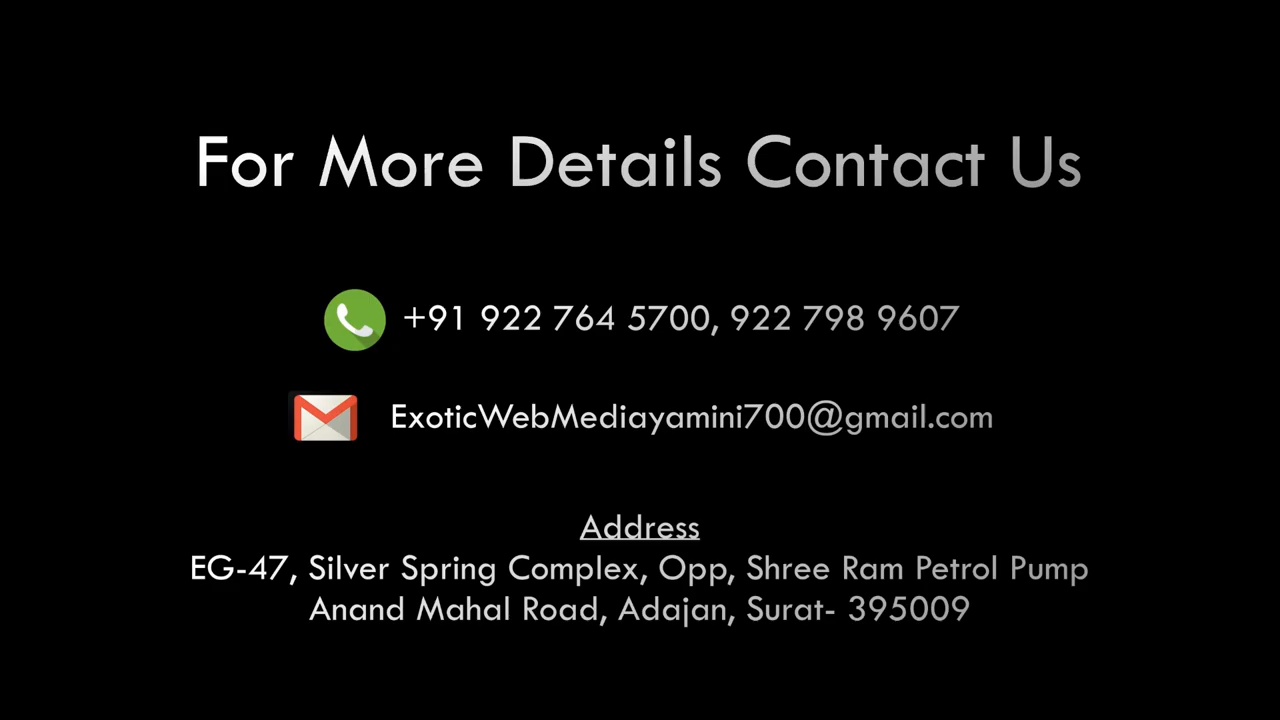 For More Details Contact Us
+91 922 764 5700, 922 798 9607
ExoticWebMediayamini700@gmail.com
Address
EG-47, Silver Spring Complex, Opp, Shree Ram Petrol Pump
Anand Mahal Road, Adajan, Surat- 395009